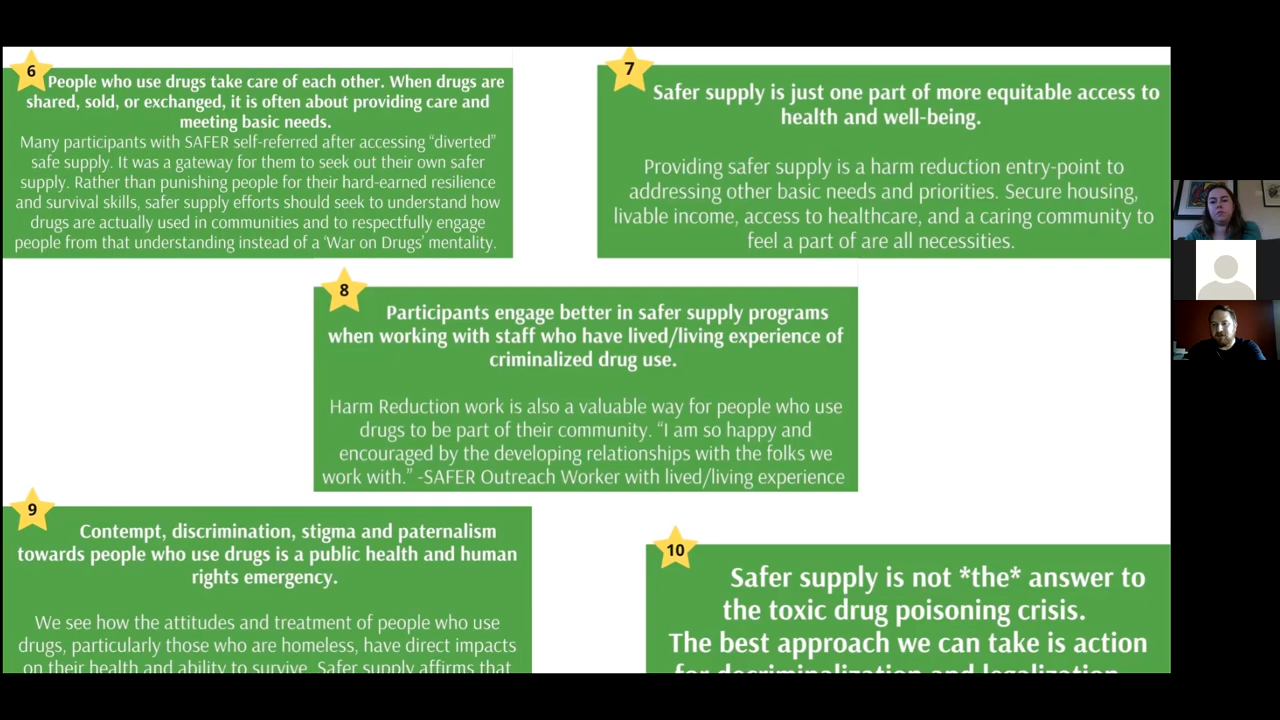 6
People who use drugs take care of each other. When drugs are
shared, sold, or exchanged, it is often about providing care and
meeting basic needs.
Many participants with SAFER self-referred after accessing “diverted”
safe supply. It was a gateway for them to seek out their own safer
supply. Rather than punishing people for their hard-earned resilience
and survival skills, safer supply efforts should seek to understand how
drugs are actually used in communities and to respectfully engage
people from that understanding instead of a ‘War on Drugs’ mentality.
7
Safer supply is just one part of more equitable access to
health and well-being.
Providing safer supply is a harm reduction entry-point to
addressing other basic needs and priorities. Secure housing,
livable income, access to healthcare, and a caring community to
feel a part of are all necessities.
8
Participants engage better in safer supply programs
when working with staff who have lived/living experience of
criminalized drug use.
Harm Reduction work is also a valuable way for people who use
drugs to be part of their community. “I am so happy and
encouraged by the developing relationships with the folks we
work with.” -SAFER Outreach Worker with lived/living experience
9
Contempt, discrimination, stigma and paternalism
towards people who use drugs is a public health and human
rights emergency.
We see how the attitudes and treatment of people who use
drugs, particularly those who are homeless, have direct impacts
on their health and ability to survive. Safer supply affirms that
10
Safer supply is not *the* answer to
the toxic drug poisoning crisis.
The best approach we can take is action
for decriminalization and legalization